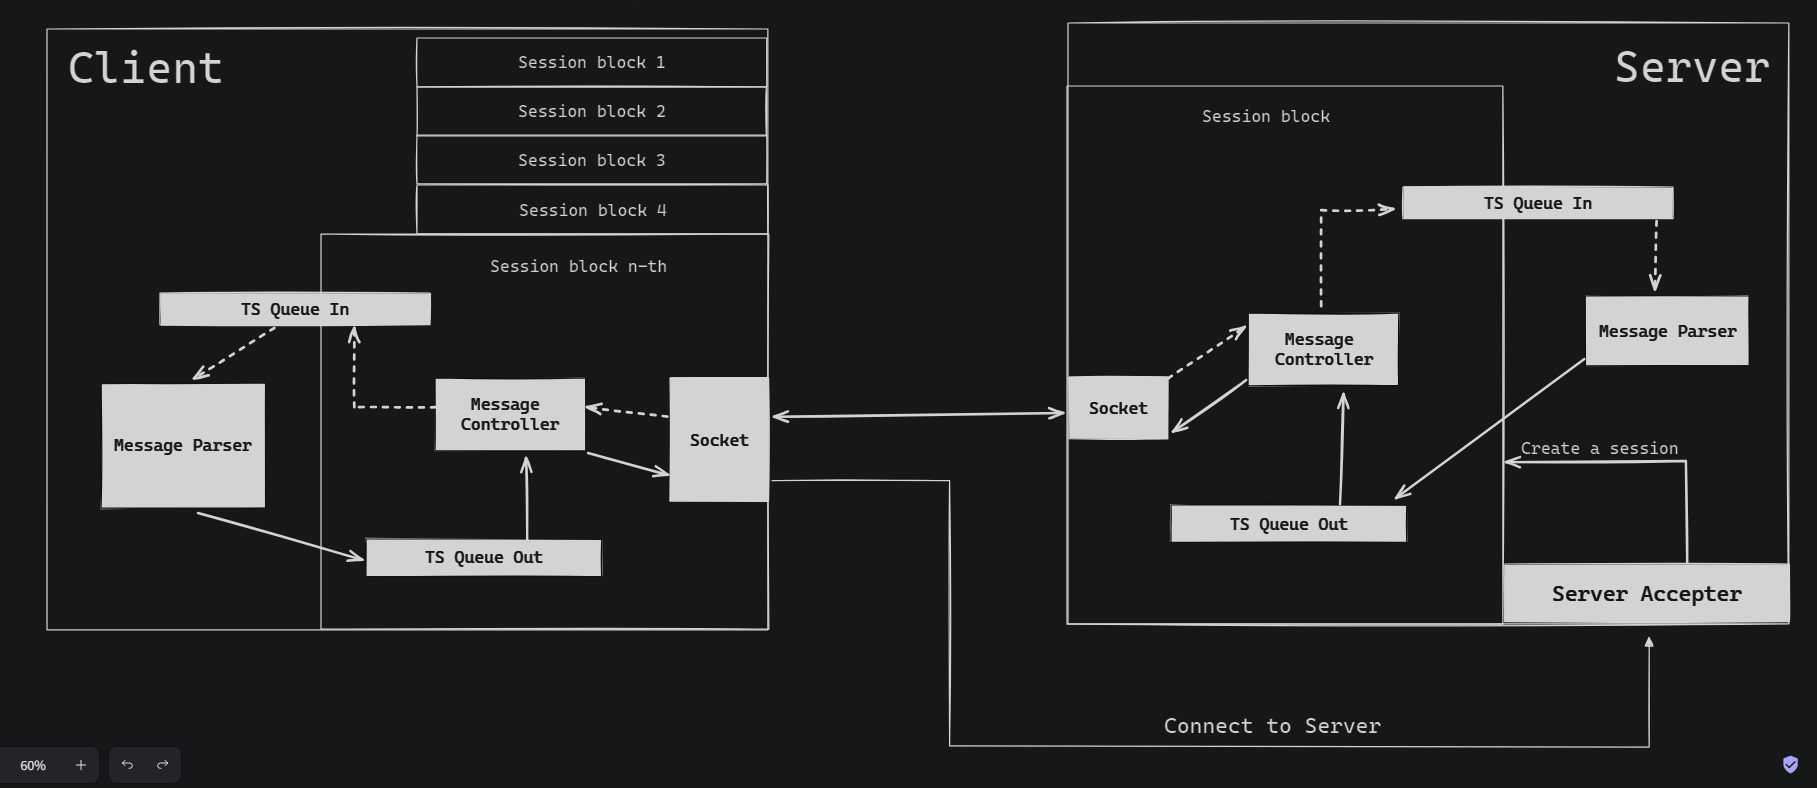 Client
Session block 1
Session block 2
Session block 3
Session block 4
Session block n-th
TS Queue In
Message Parser
Message
Controller
Socket
TS Queue Out
Server
Session block
TS Queue In
Message
Controller
Message Parser
Socket
Create a session
TS Queue Out
Server Accepter
Connect to Server
60%